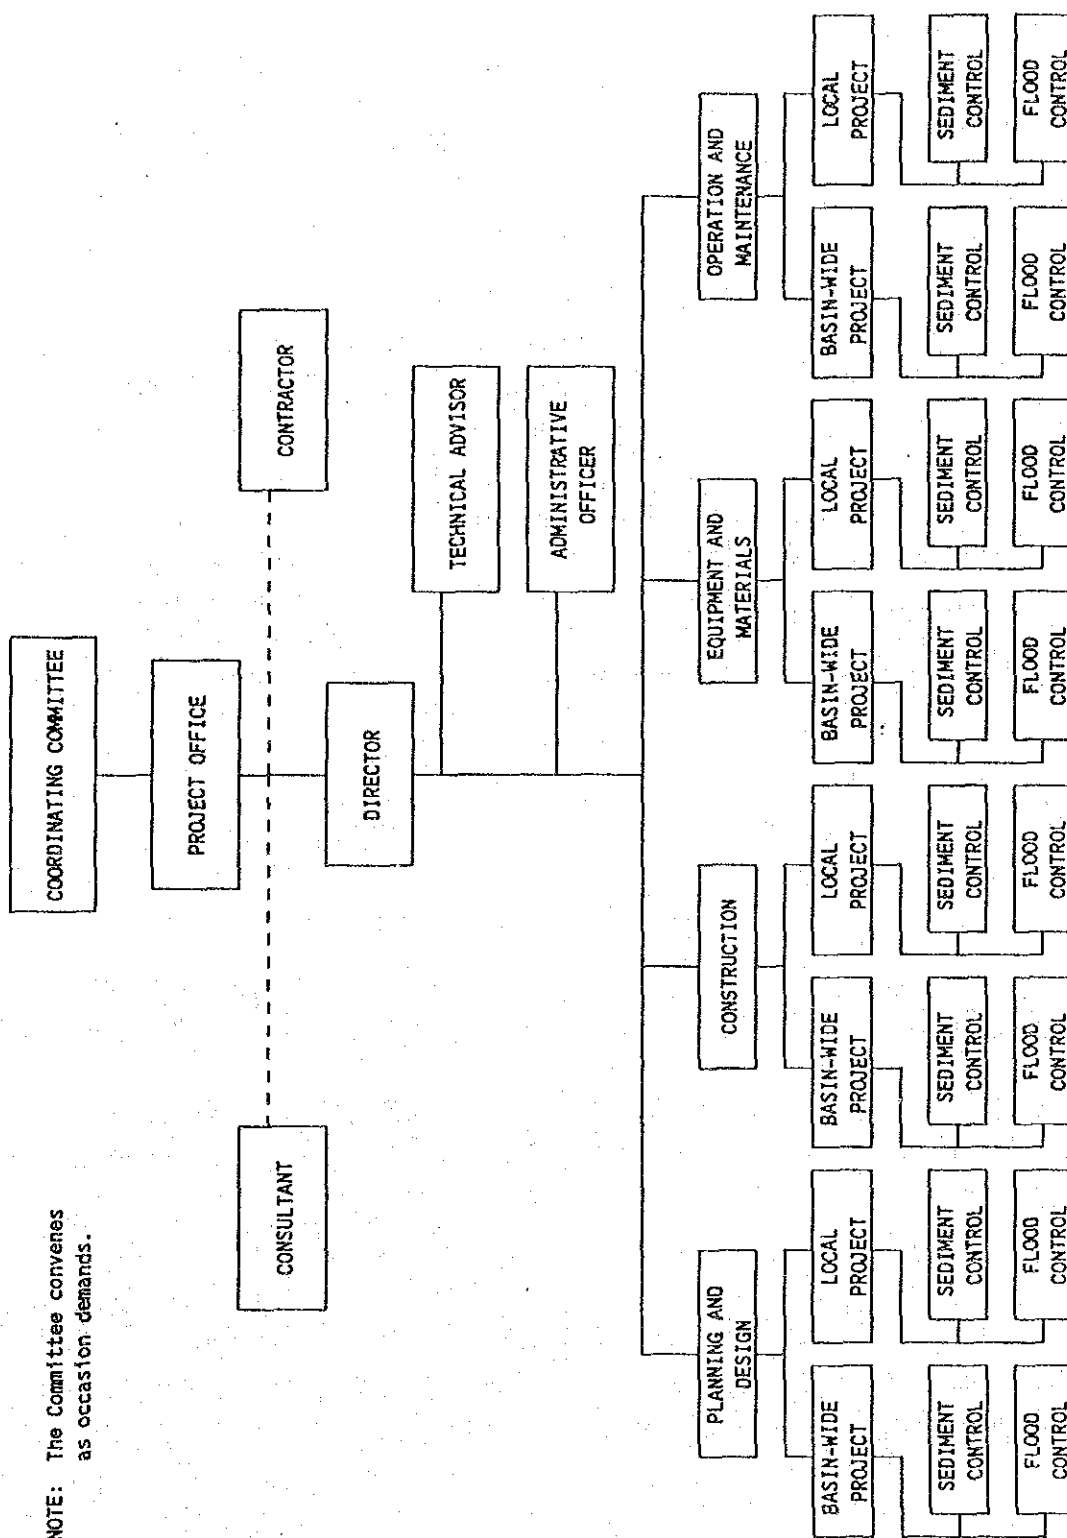 NOTE: The Committee convenes
as occasion demands.
COORDINATING COMMITTEE
PROJECT OFFICE
CONSULTANT
CONTRACTOR
DIRECTOR
TECHNICAL ADVISOR
ADMINISTRATIVE
OFFICER
PLANNING AND
DESIGN
CONSTRUCTION
EQUIPMENT AND
MATERIALS
OPERATION AND
MAINTENANCE
BASIN-WIDE
PROJECT
LOCAL
PROJECT
BASIN-WIDE
PROJECT
LOCAL
PROJECT
BASIN-WIDE
PROJECT
LOCAL
PROJECT
BASIN-WIDE
PROJECT
LOCAL
PROJECT
SEDIMENT
CONTROL
SEDIMENT
CONTROL
SEDIMENT
CONTROL
SEDIMENT
CONTROL
SEDIMENT
CONTROL
SEDIMENT
CONTROL
SEDIMENT
CONTROL
SEDIMENT
CONTROL
FLOOD
CONTROL
FLOOD
CONTROL
FLOOD
CONTROL
FLOOD
CONTROL
FLOOD
CONTROL
FLOOD
CONTROL
FLOOD
CONTROL
FLOOD
CONTROL